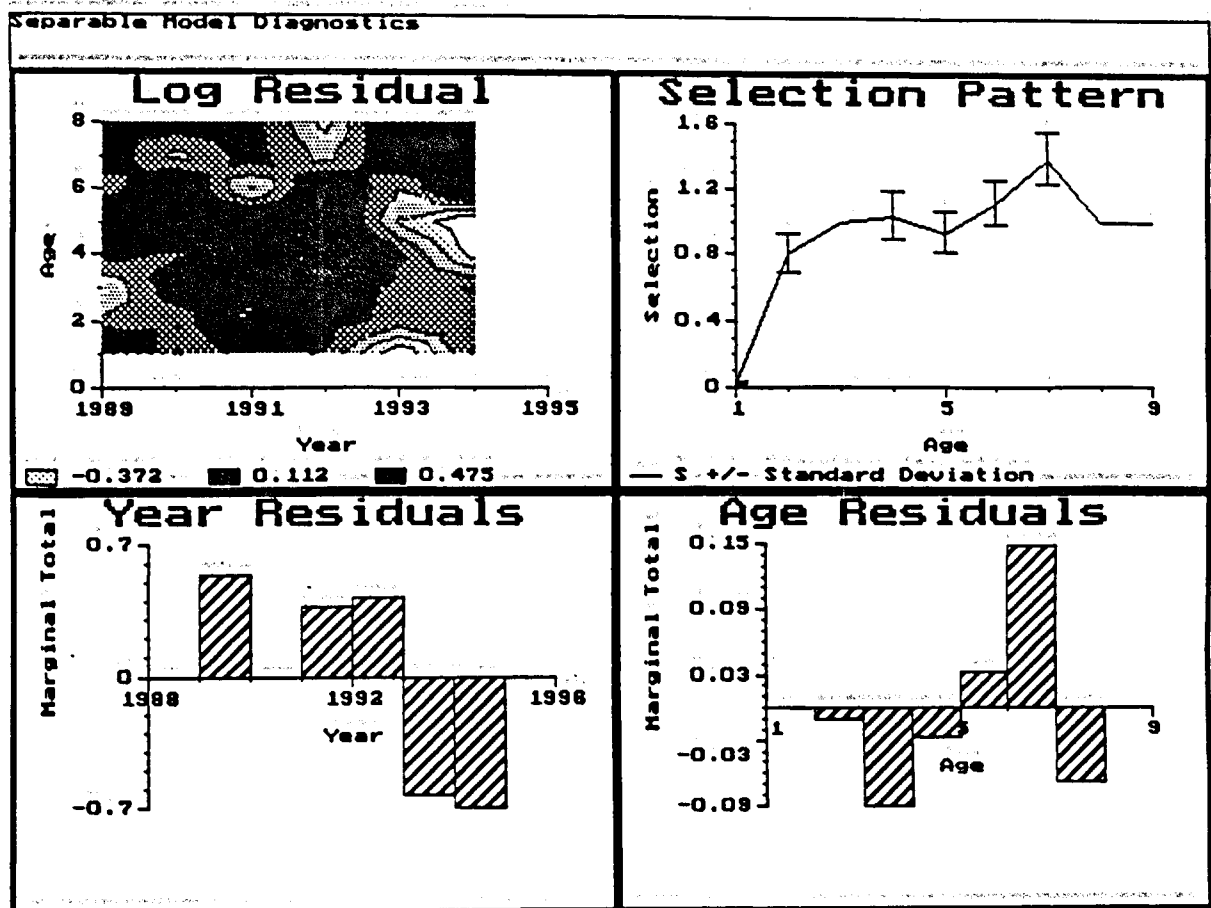 Separable Model Diagnostics
Log Residual
8
6
4
2
0
Age
1989 1991 1993 1995
Year
-0.372 0.112 0.475
Selection Pattern
1.6
1.2
0.8
0.4
0
Selection
1 5 9
Age
S +/- Standard Deviation
Year Residuals
0.7
0
-0.7
Marginal Total
1988 1992 1996
Year
Age Residuals
0.15
0.09
0.03
-0.03
-0.09
Marginal Total
1 5 9
Age